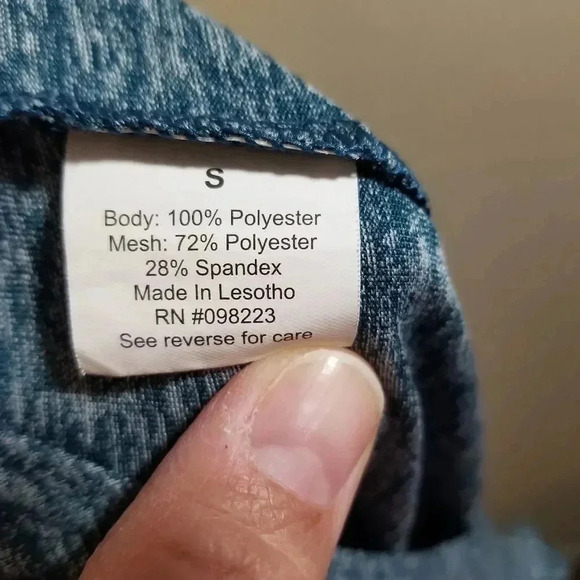 S
Body: 100% Polyester
Mesh: 72% Polyester
28% Spandex
Made In Lesotho
RN #098223
See reverse for care